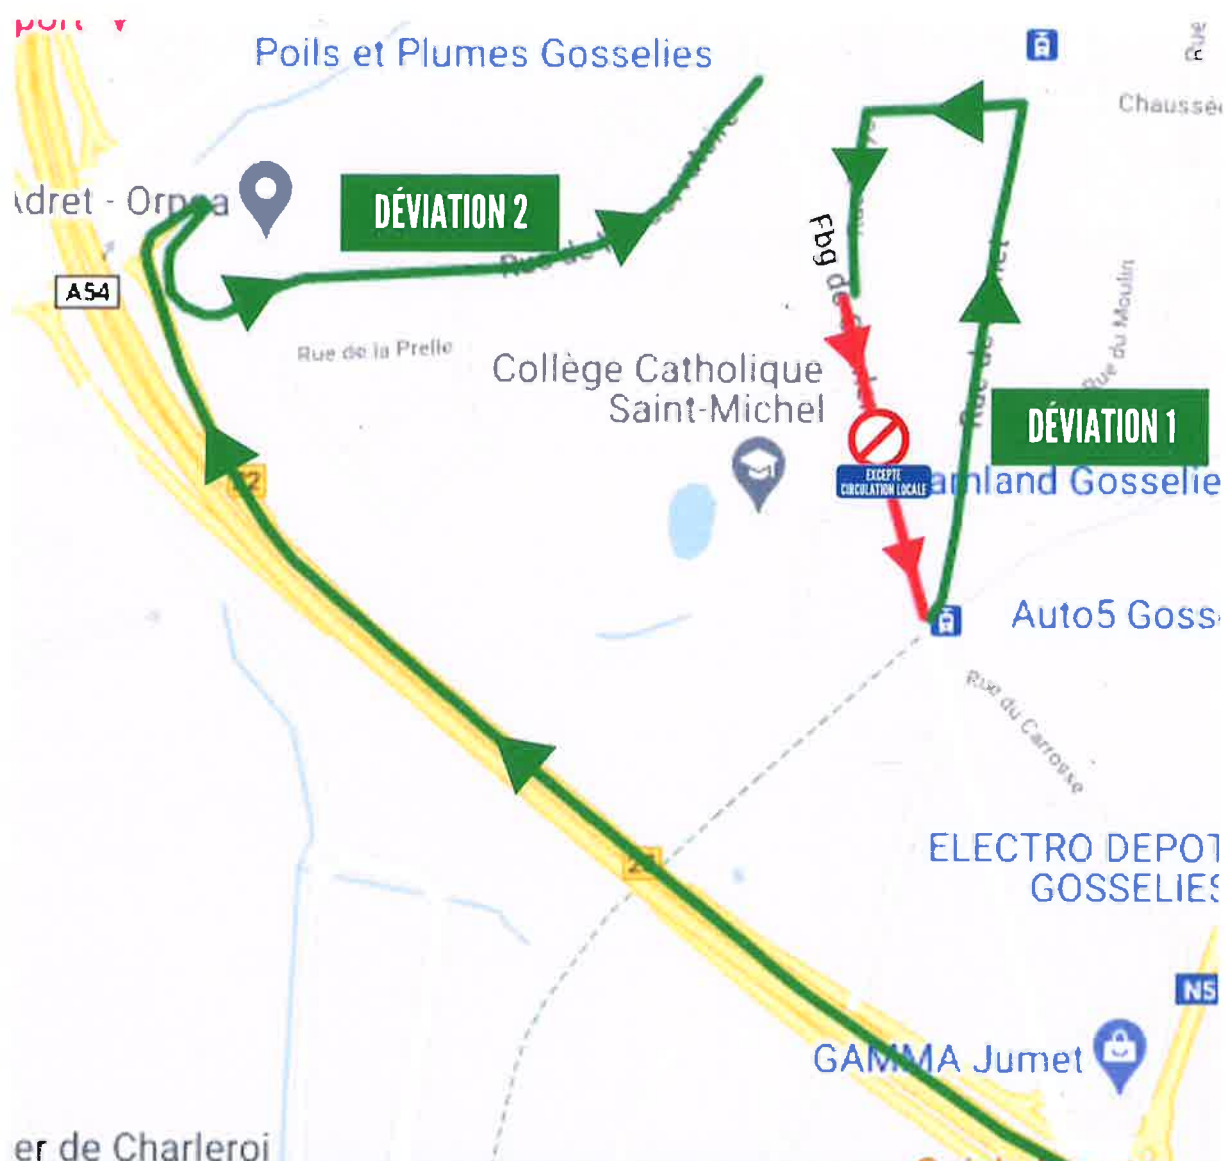 Poils et Plumes Gosselies
Chaussé
DÉVIATION 2
Fbg de
A54
Rue de la Prelle
Rue du Moulin
Collège Catholique
Saint-Michel
DÉVIATION 1
EXCEPTÉ
CIRCULATION LOCALE
Gosselie
Auto5 Goss
Rue du Carrosse
ELECTRO DEPOT
GOSSELIES
N5
GAMMA Jumet
er de Charleroi